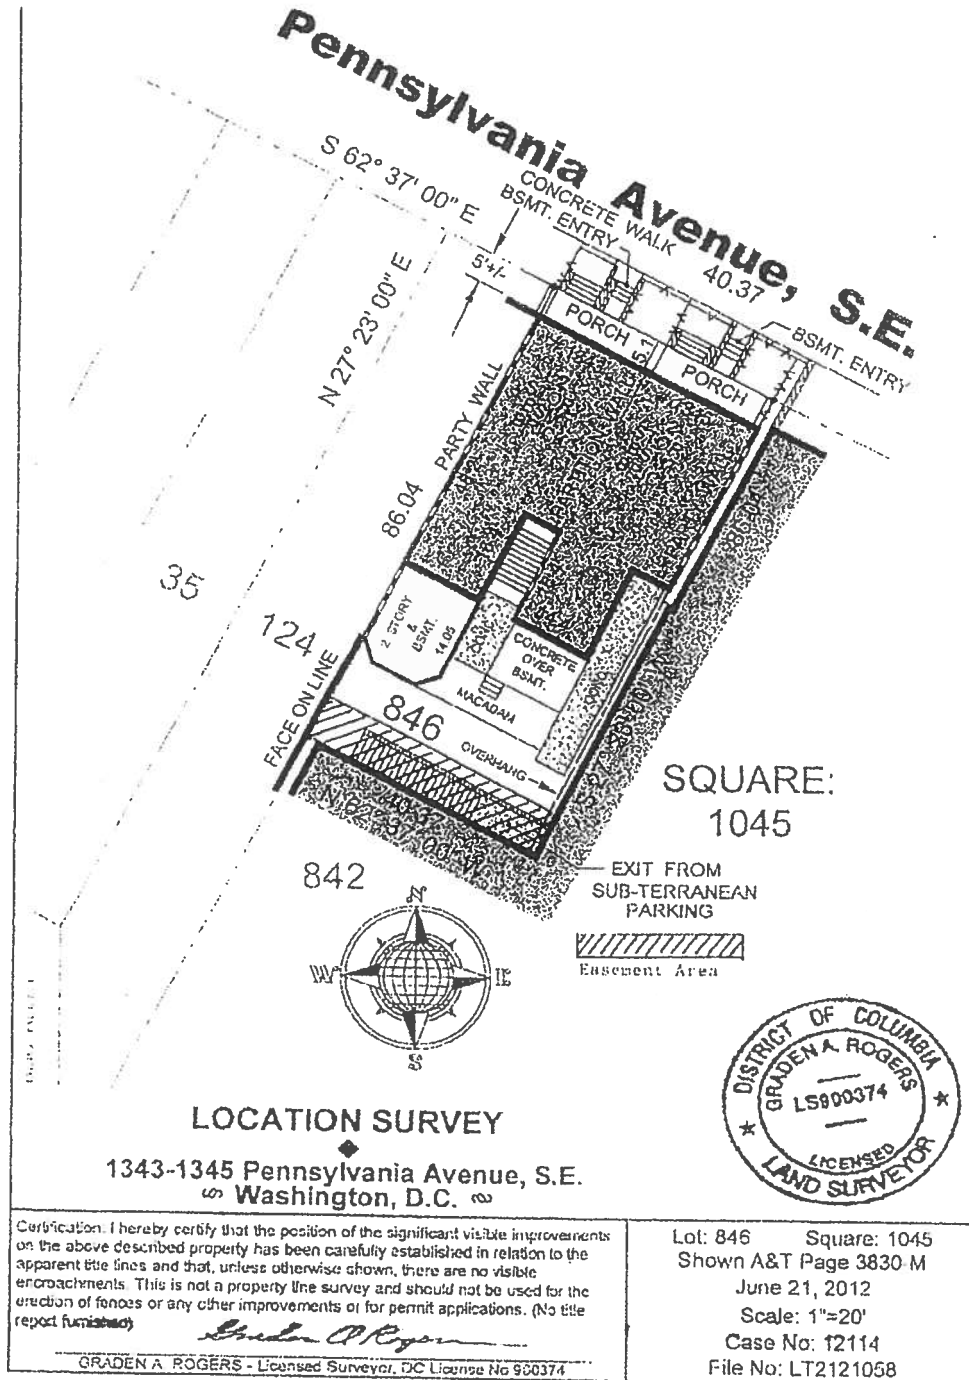 Pennsylvania Avenue, S.E.
S 62° 37' 00" E
CONCRETE WALK
BSMT. ENTRY
40.37
BSMT. ENTRY
5'+/-
N 27° 23' 00" E
PORCH
5.1
PORCH
PARTY WALL
86.04
35
124
2 STORY
&
BSMT.
14.05
CONC.
CONCRETE
OVER
BSMT.
CONC.
MACADAM
846
OVERHANG
FACE ON LINE
SQUARE:
1045
842
EXIT FROM
SUB-TERRANEAN
PARKING
Easement Area
N
W
E
S
DISTRICT OF COLUMBIA
GRADEN A. ROGERS
LS900374
LICENSED
LAND SURVEYOR
LOCATION SURVEY
1343-1345 Pennsylvania Avenue, S.E.
Washington, D.C.
Certification: I hereby certify that the position of the significant visible improvements
on the above described property has been carefully established in relation to the
apparent title lines and that, unless otherwise shown, there are no visible
encroachments. This is not a property line survey and should not be used for the
erection of fences or any other improvements or for permit applications. (No title
report furnished)
Graden A Rogers
GRADEN A. ROGERS - Licensed Surveyor, DC License No 900374
Lot: 846 Square: 1045
Shown A&T Page 3830-M
June 21, 2012
Scale: 1"=20'
Case No: 12114
File No: LT2121058